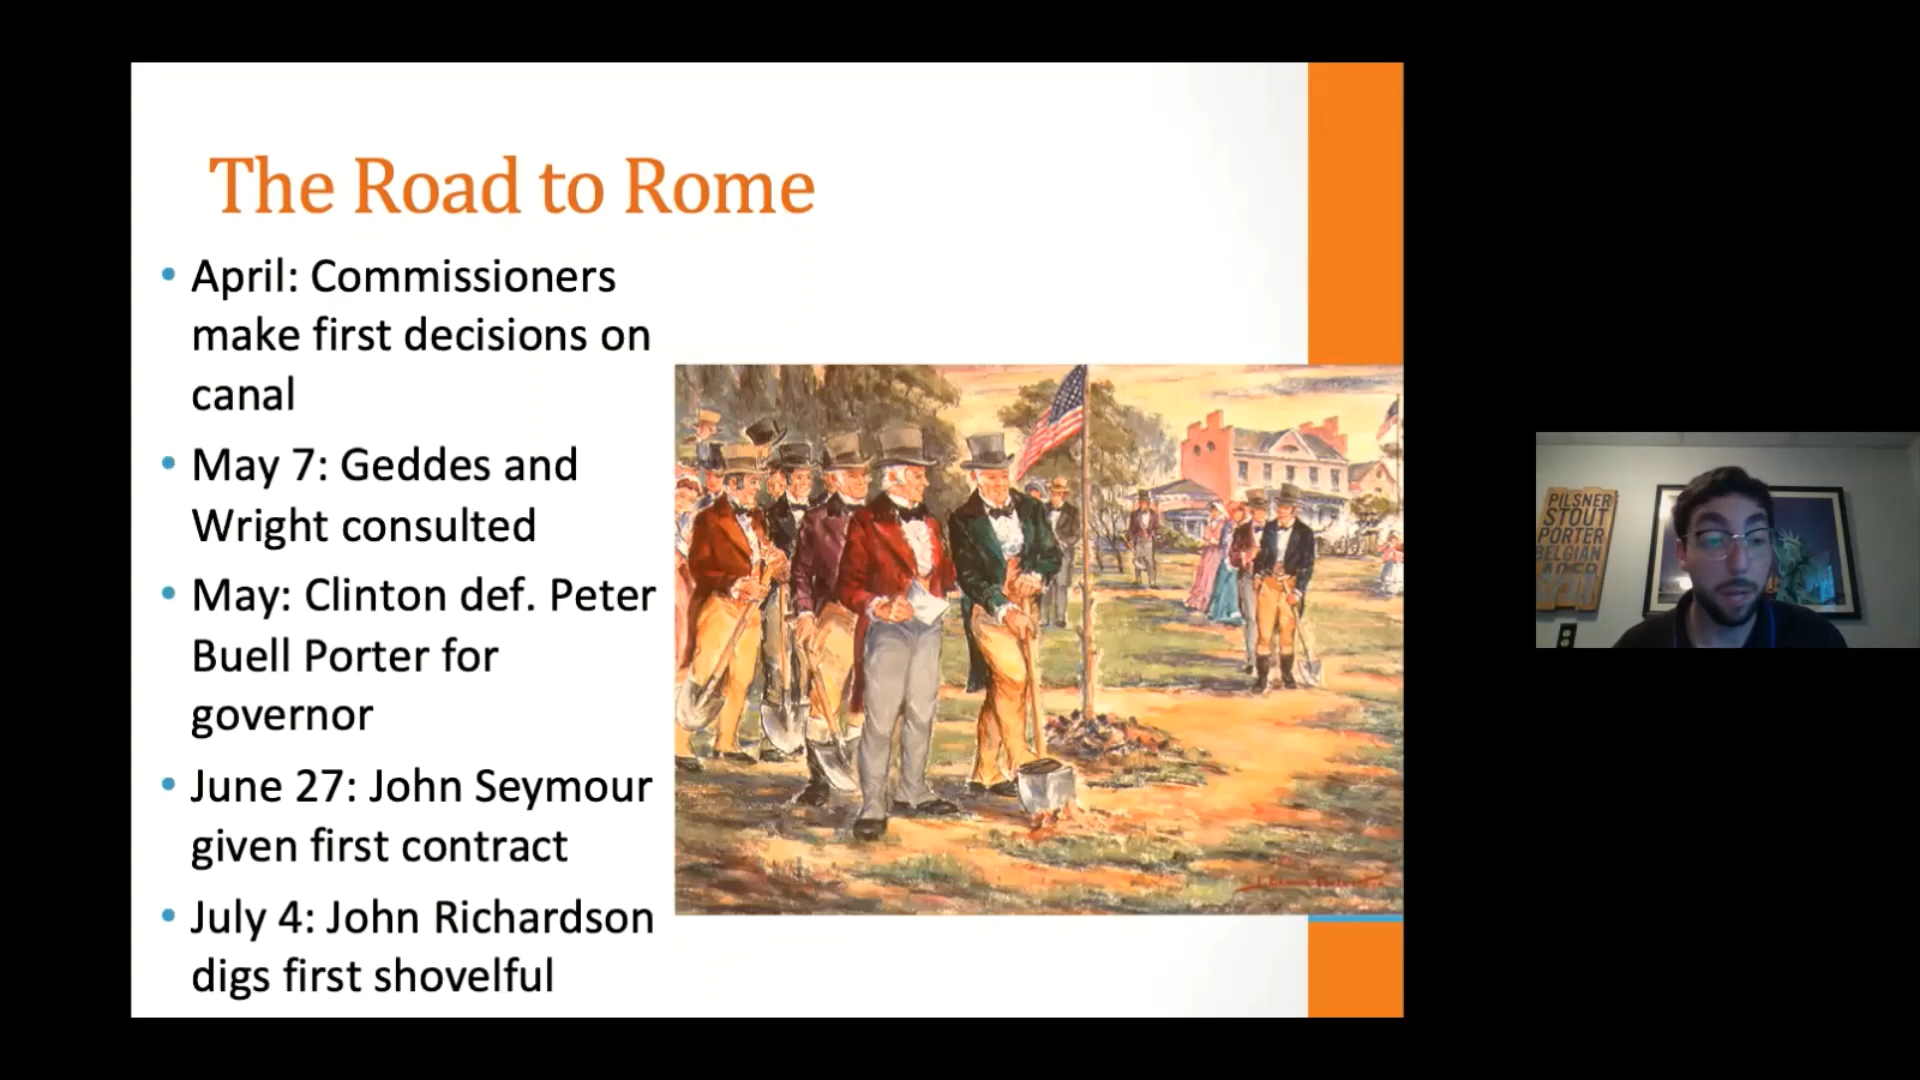 The Road to Rome
• April: Commissioners
make first decisions on
canal
• May 7: Geddes and
Wright consulted
• May: Clinton def. Peter
Buell Porter for
governor
• June 27: John Seymour
given first contract
• July 4: John Richardson
digs first shovelful
PILSNER
STOUT
PORTER
BELGIAN